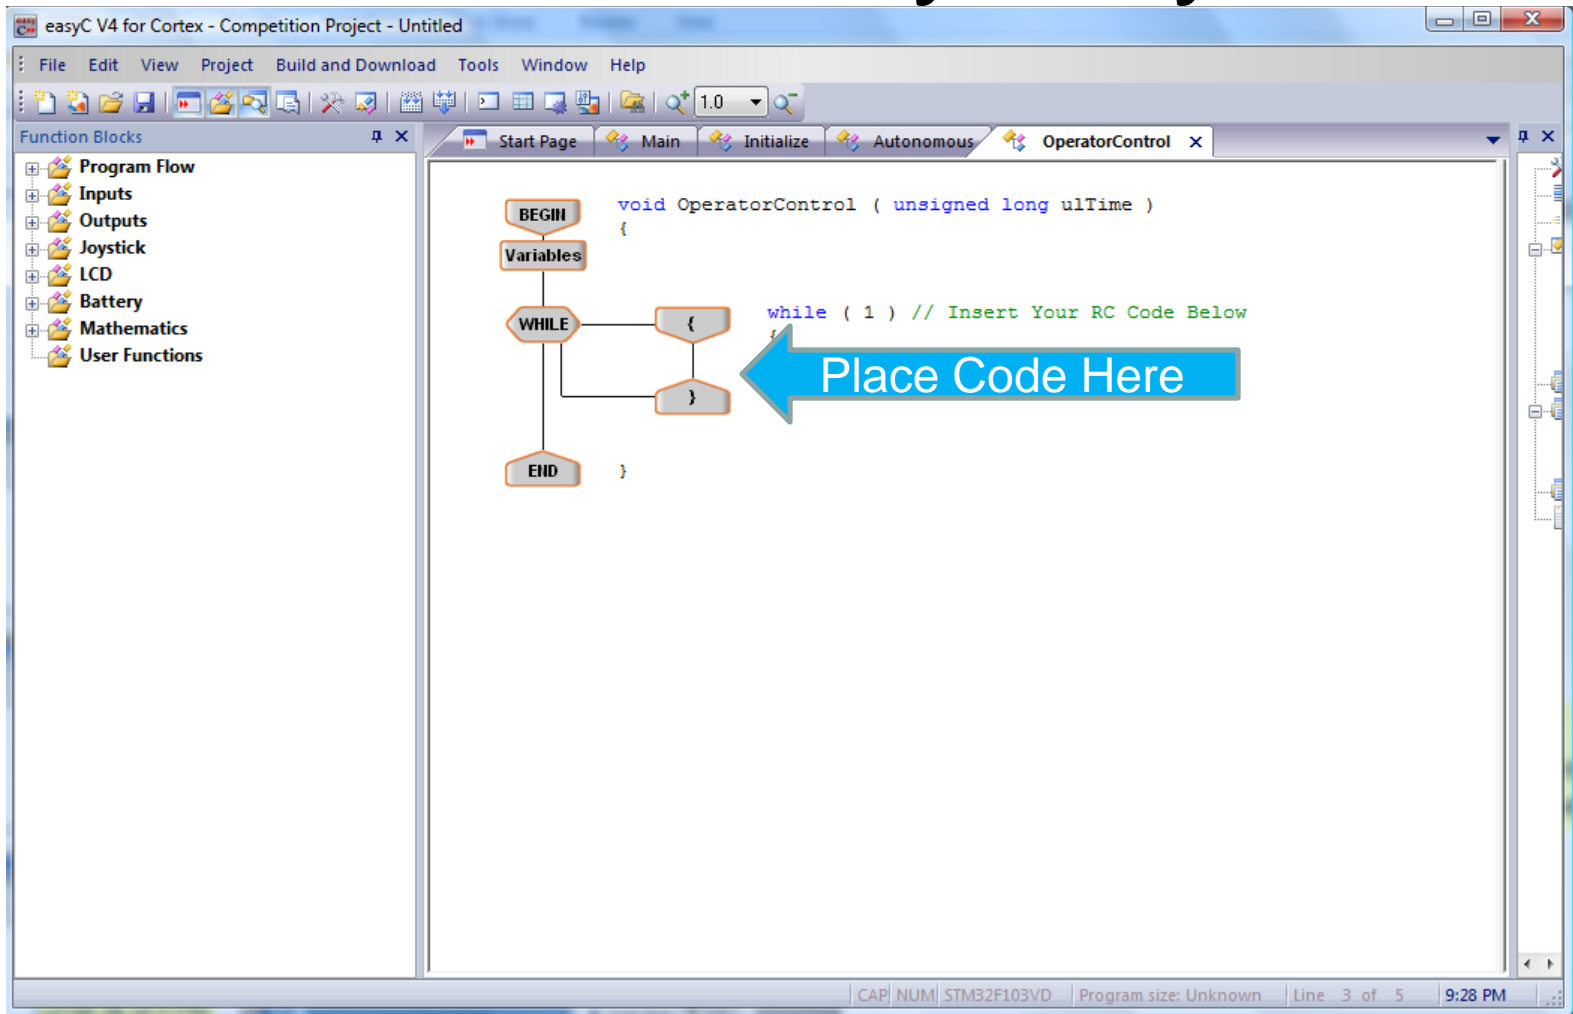 easyC V4 for Cortex - Competition Project - Untitled
File Edit View Project Build and Download Tools Window Help
1.0
Function Blocks
Start Page Main Initialize Autonomous OperatorControl
Program Flow
Inputs
Outputs
Joystick
LCD
Battery
Mathematics
User Functions
BEGIN
void OperatorControl ( unsigned long ulTime )
{
Variables
WHILE
{
while ( 1 ) // Insert Your RC Code Below
{
Place Code Here
}
END
}
CAP NUM STM32F103VD Program size: Unknown Line 3 of 5 9:28 PM